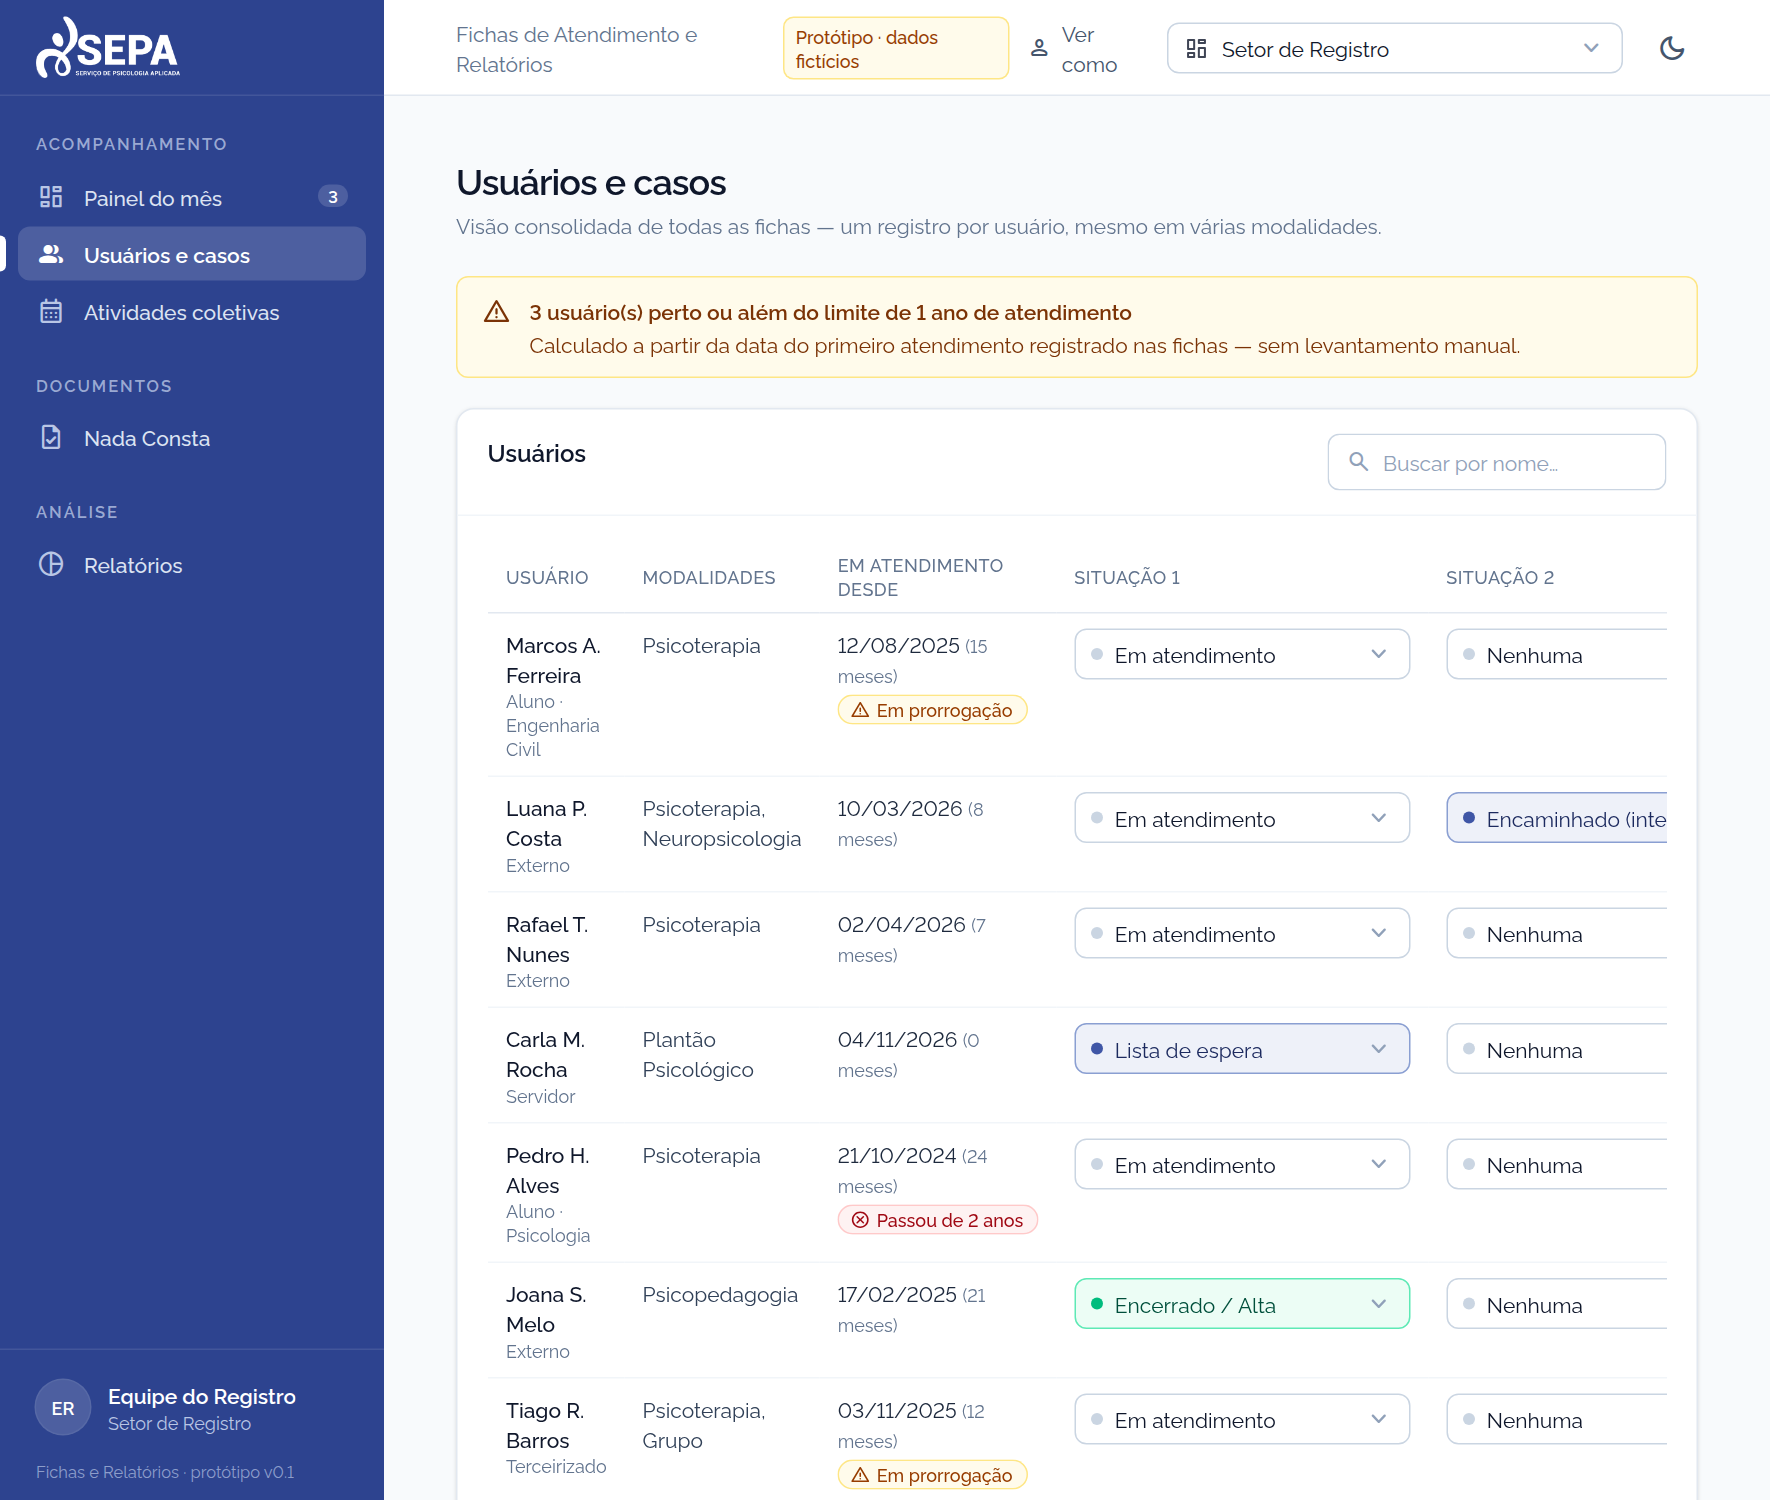 SEPA
SERVIÇO DE PSICOLOGIA APLICADA
ACOMPANHAMENTO
Painel do mês 3
Usuários e casos
Atividades coletivas
DOCUMENTOS
Nada Consta
ANÁLISE
Relatórios
ER
Equipe do Registro
Setor de Registro
Fichas e Relatórios · protótipo v0.1
Fichas de Atendimento e
Relatórios
Protótipo · dados
fictícios
Ver
como
Setor de Registro
Usuários e casos
Visão consolidada de todas as fichas — um registro por usuário, mesmo em várias modalidades.
3 usuário(s) perto ou além do limite de 1 ano de atendimento
Calculado a partir da data do primeiro atendimento registrado nas fichas — sem levantamento manual.
Usuários
Buscar por nome…
USUÁRIO
MODALIDADES
EM ATENDIMENTO
DESDE
SITUAÇÃO 1
SITUAÇÃO 2
Marcos A.
Ferreira
Aluno ·
Engenharia
Civil
Psicoterapia
12/08/2025 (15
meses)
Em prorrogação
Em atendimento
Nenhuma
Luana P.
Costa
Externo
Psicoterapia,
Neuropsicologia
10/03/2026 (8
meses)
Em atendimento
Encaminhado (inte
Rafael T.
Nunes
Externo
Psicoterapia
02/04/2026 (7
meses)
Em atendimento
Nenhuma
Carla M.
Rocha
Servidor
Plantão
Psicológico
04/11/2026 (0
meses)
Lista de espera
Nenhuma
Pedro H.
Alves
Aluno ·
Psicologia
Psicoterapia
21/10/2024 (24
meses)
Passou de 2 anos
Em atendimento
Nenhuma
Joana S.
Melo
Externo
Psicopedagogia
17/02/2025 (21
meses)
Encerrado / Alta
Nenhuma
Tiago R.
Barros
Terceirizado
Psicoterapia,
Grupo
03/11/2025 (12
meses)
Em prorrogação
Em atendimento
Nenhuma